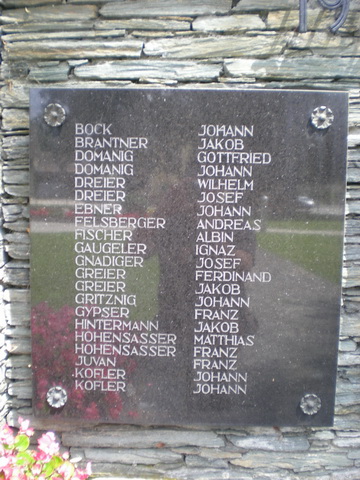 19
BOCK JOHANN
BRANTNER JAKOB
DOMANIG GOTTFRIED
DOMANIG JOHANN
DREIER WILHELM
DREIER JOSEF
EBNER JOHANN
FELSBERGER ANDREAS
FISCHER ALBIN
GAUGELER IGNAZ
GNADIGER JOSEF
GREIER FERDINAND
GREIER JAKOB
GRITZNIG JOHANN
GYPSER FRANZ
HINTERMANN JAKOB
HOHENSASSER MATTHIAS
HOHENSASSER FRANZ
JUVAN FRANZ
KOFLER JOHANN
KOFLER JOHANN